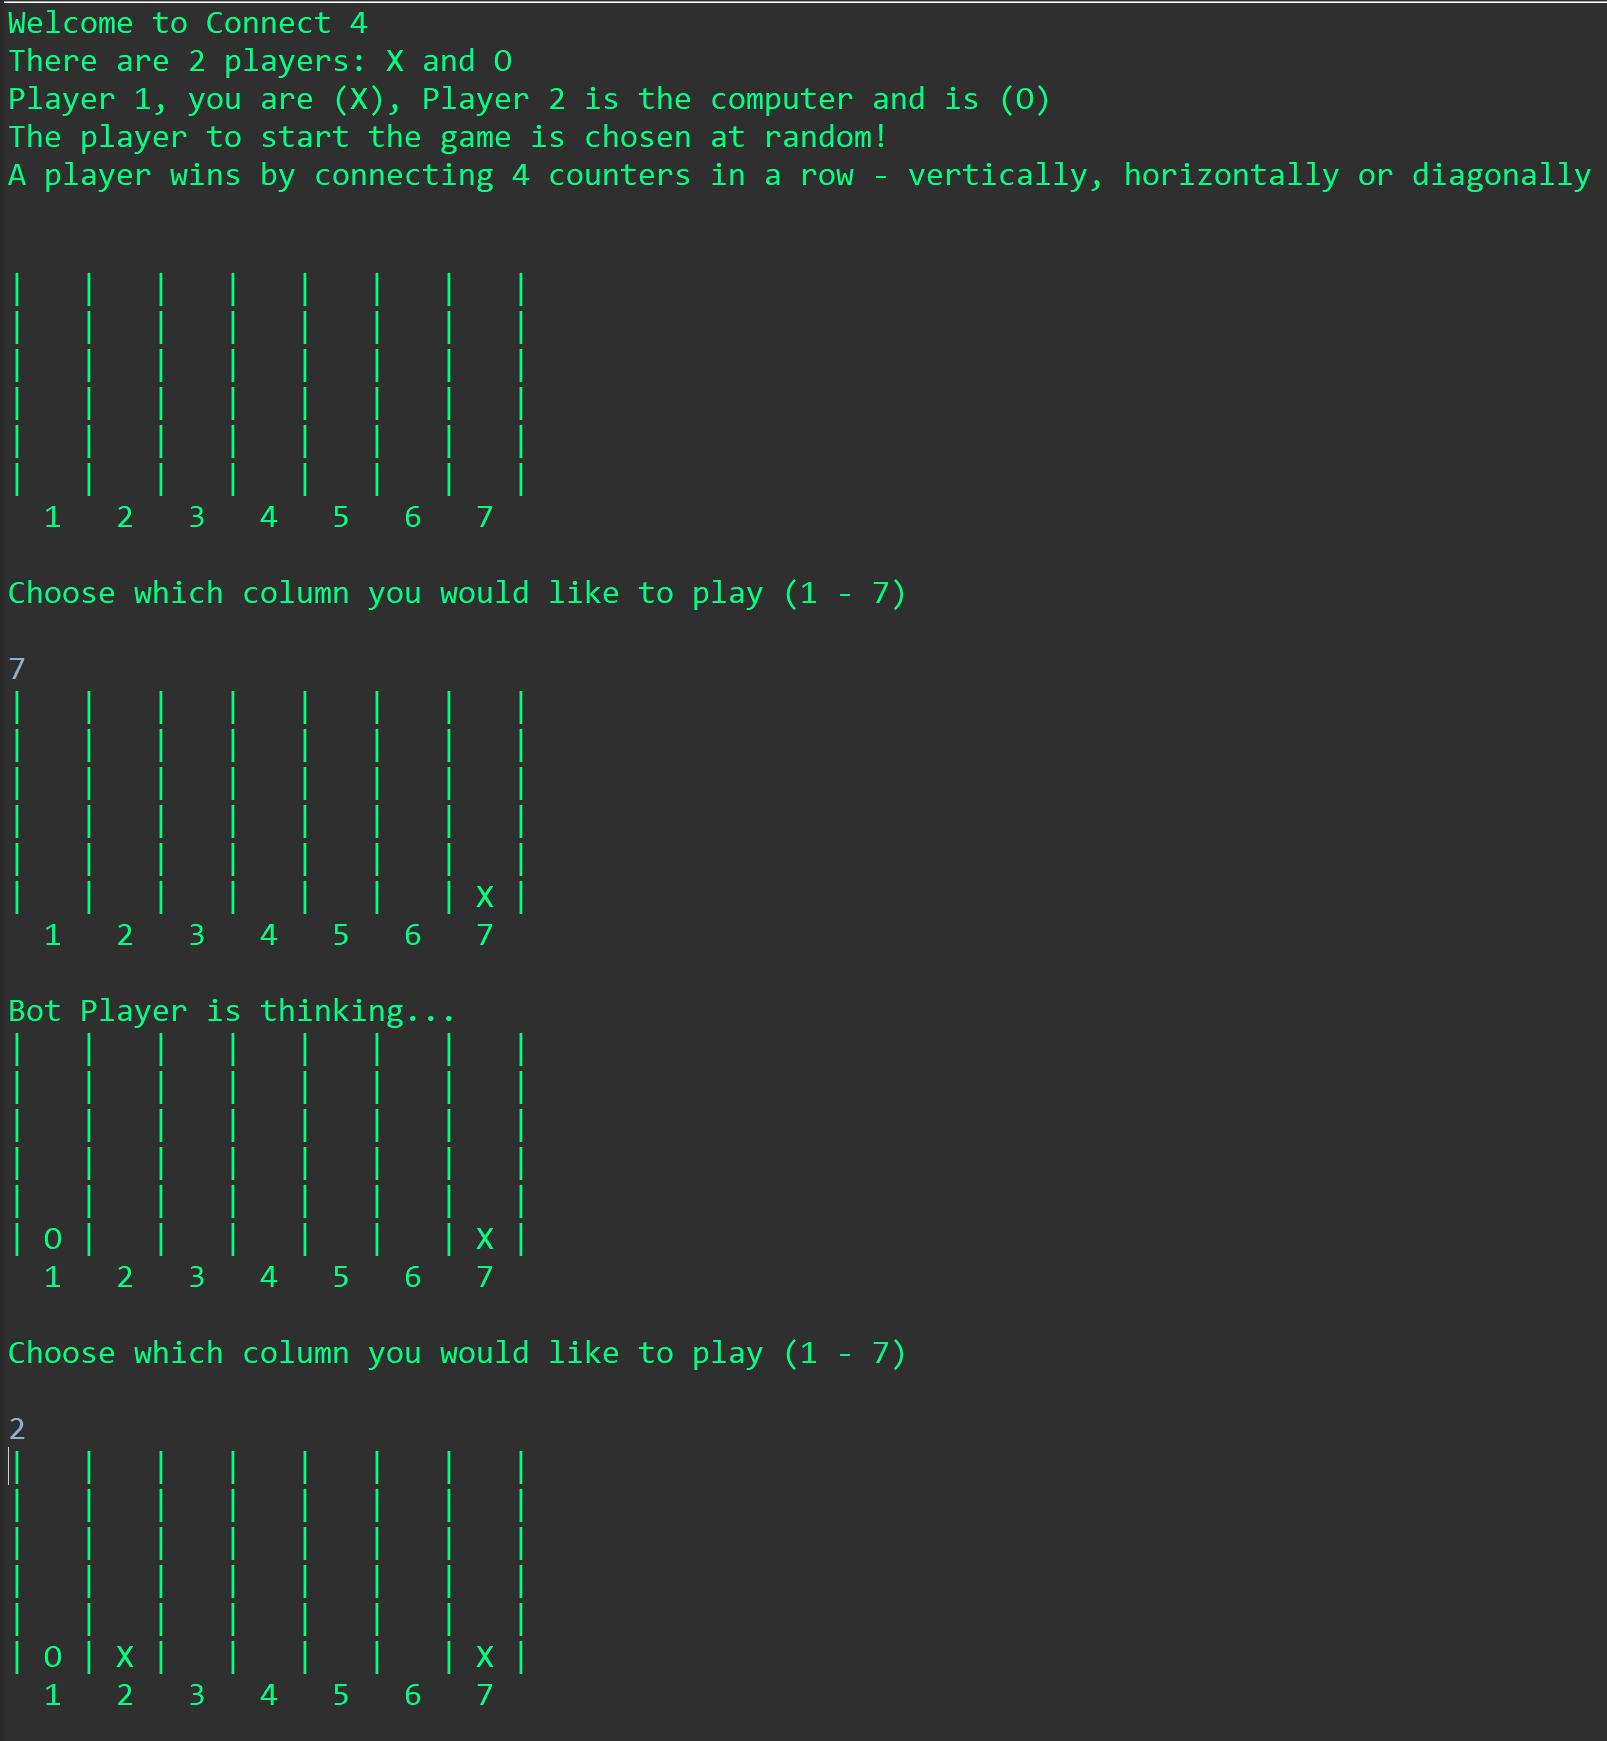 Welcome to Connect 4
There are 2 players: X and O
Player 1, you are (X), Player 2 is the computer and is (O)
The player to start the game is chosen at random!
A player wins by connecting 4 counters in a row - vertically, horizontally or diagonally
|   |   |   |   |   |   |   |
|   |   |   |   |   |   |   |
|   |   |   |   |   |   |   |
|   |   |   |   |   |   |   |
|   |   |   |   |   |   |   |
|   |   |   |   |   |   |   |
  1   2   3   4   5   6   7
Choose which column you would like to play (1 - 7)
7
|   |   |   |   |   |   |   |
|   |   |   |   |   |   |   |
|   |   |   |   |   |   |   |
|   |   |   |   |   |   |   |
|   |   |   |   |   |   |   |
|   |   |   |   |   |   | X |
  1   2   3   4   5   6   7
Bot Player is thinking...
|   |   |   |   |   |   |   |
|   |   |   |   |   |   |   |
|   |   |   |   |   |   |   |
|   |   |   |   |   |   |   |
|   |   |   |   |   |   |   |
| O |   |   |   |   |   | X |
  1   2   3   4   5   6   7
Choose which column you would like to play (1 - 7)
2
|   |   |   |   |   |   |   |
|   |   |   |   |   |   |   |
|   |   |   |   |   |   |   |
|   |   |   |   |   |   |   |
|   |   |   |   |   |   |   |
| O | X |   |   |   |   | X |
  1   2   3   4   5   6   7